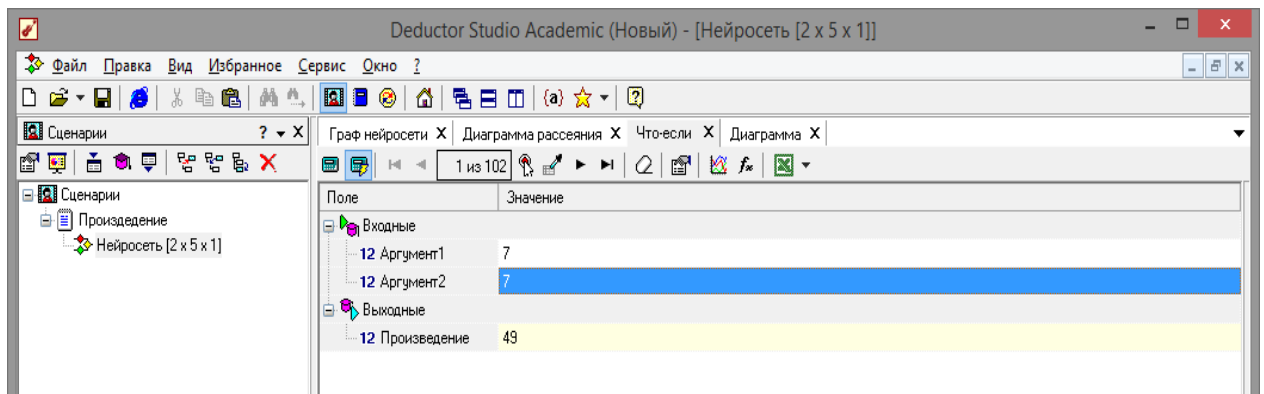 Deductor Studio Academic (Новый) - [Нейросеть [2 x 5 x 1]]
Файл Правка Вид Избранное Сервис Окно ?
{a}
Сценарии ?
Граф нейросети X Диаграмма рассеяния X Что-если X Диаграмма X
1 из 102
Сценарии
Произдедение
Нейросеть [2 x 5 x 1]
Поле Значение
Входные
12 Аргумент1 7
12 Аргумент2 7
Выходные
12 Произведение 49